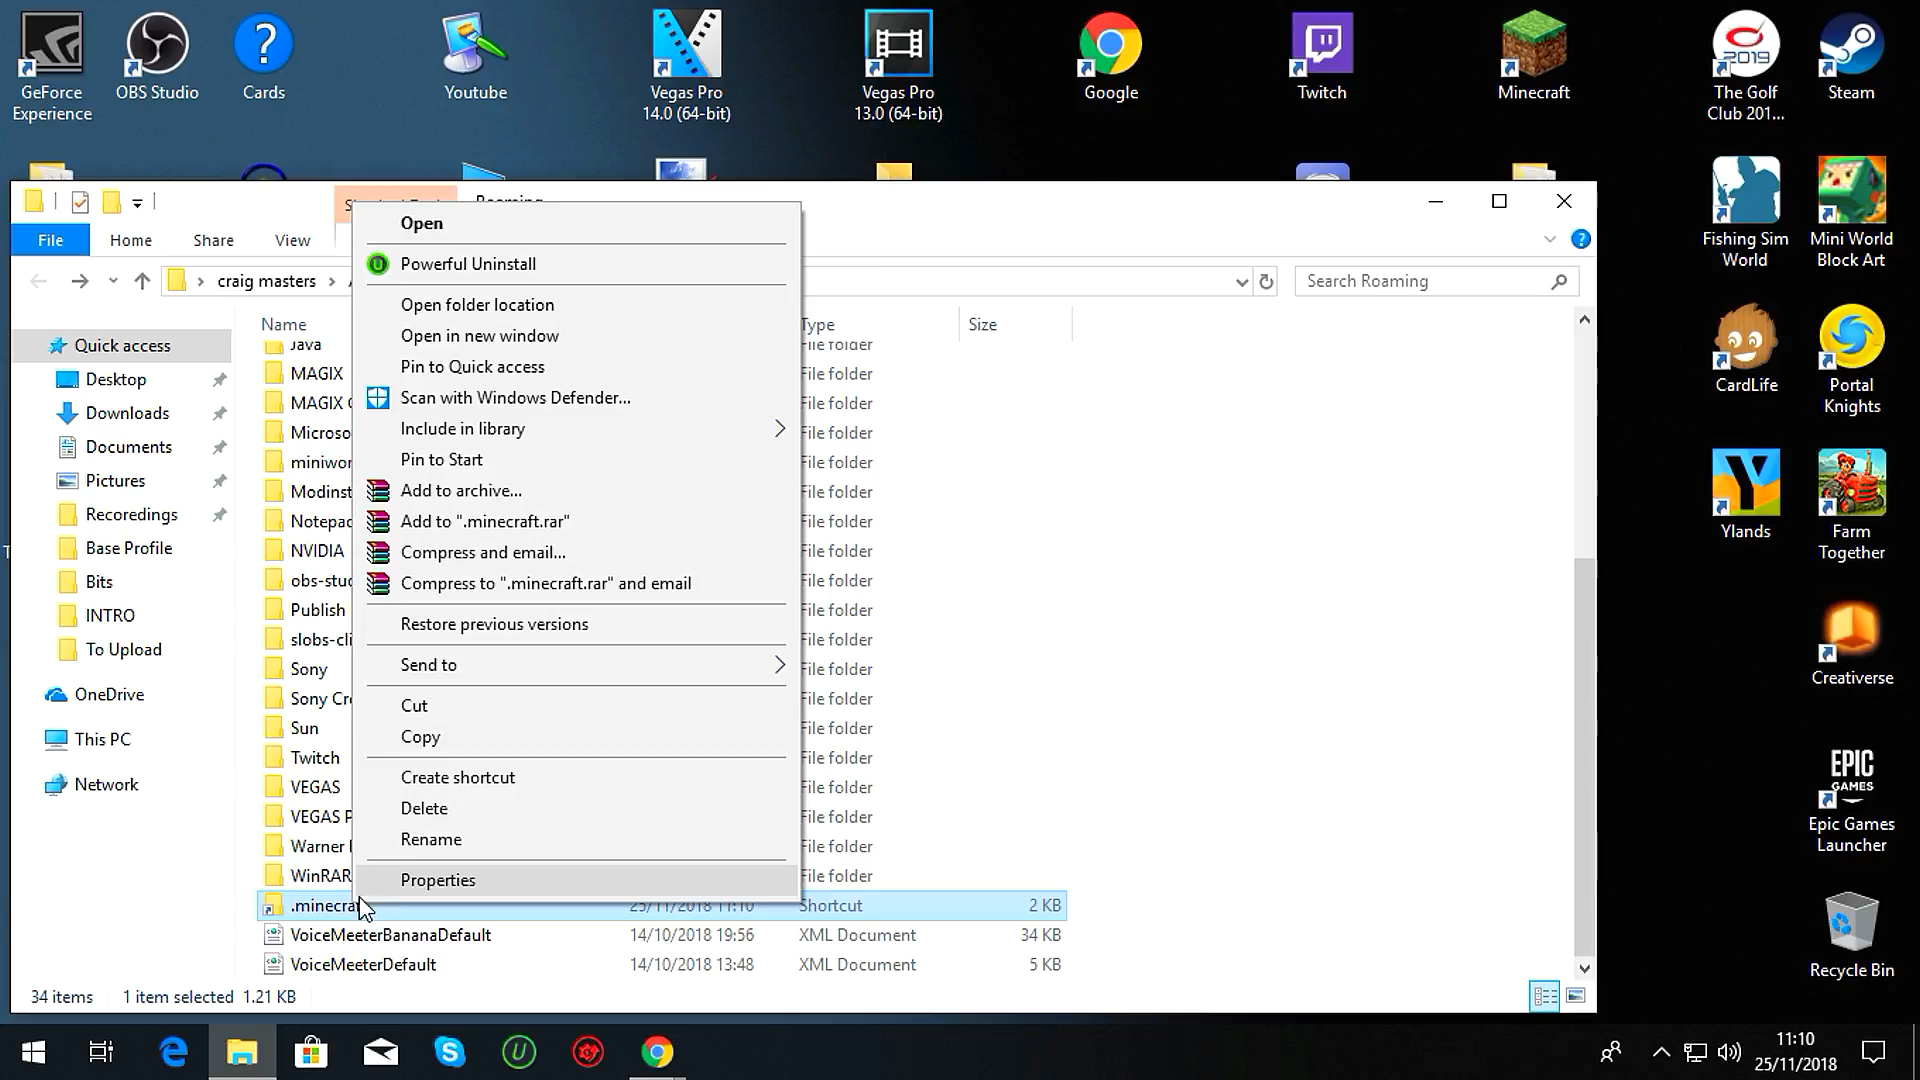 GeForce
Experience
OBS Studio
Cards
Youtube
Vegas Pro
14.0 (64-bit)
Vegas Pro
13.0 (64-bit)
Google
Twitch
Minecraft
2019
The Golf
Club 201...
Steam
Fishing Sim
World
Mini World
Block Art
CardLife
Portal
Knights
Ylands
Farm
Together
Creativerse
EPIC
GAMES
Epic Games
Launcher
Recycle Bin
File
Home
Share
View
craig masters
Search Roaming
Quick access
Desktop
Downloads
Documents
Pictures
Recoredings
Base Profile
Bits
INTRO
To Upload
OneDrive
This PC
Network
Name
Type
Size
Java
File folder
MAGIX
File folder
MAGIX
File folder
Microso
File folder
miniwor
File folder
Modinst
File folder
Notepad
File folder
NVIDIA
File folder
obs-stud
File folder
Publish
File folder
slobs-cli
File folder
Sony
File folder
Sony Cr
File folder
Sun
File folder
Twitch
File folder
VEGAS
File folder
VEGAS P
File folder
Warner
File folder
WinRAR
File folder
.minecraf 25/11/2018 11:10 Shortcut 2 KB
VoiceMeeterBananaDefault 14/10/2018 19:56 XML Document 34 KB
VoiceMeeterDefault 14/10/2018 13:48 XML Document 5 KB
Open
Powerful Uninstall
Open folder location
Open in new window
Pin to Quick access
Scan with Windows Defender...
Include in library
Pin to Start
Add to archive...
Add to ".minecraft.rar"
Compress and email...
Compress to ".minecraft.rar" and email
Restore previous versions
Send to
Cut
Copy
Create shortcut
Delete
Rename
Properties
34 items 1 item selected 1.21 KB
11:10
25/11/2018